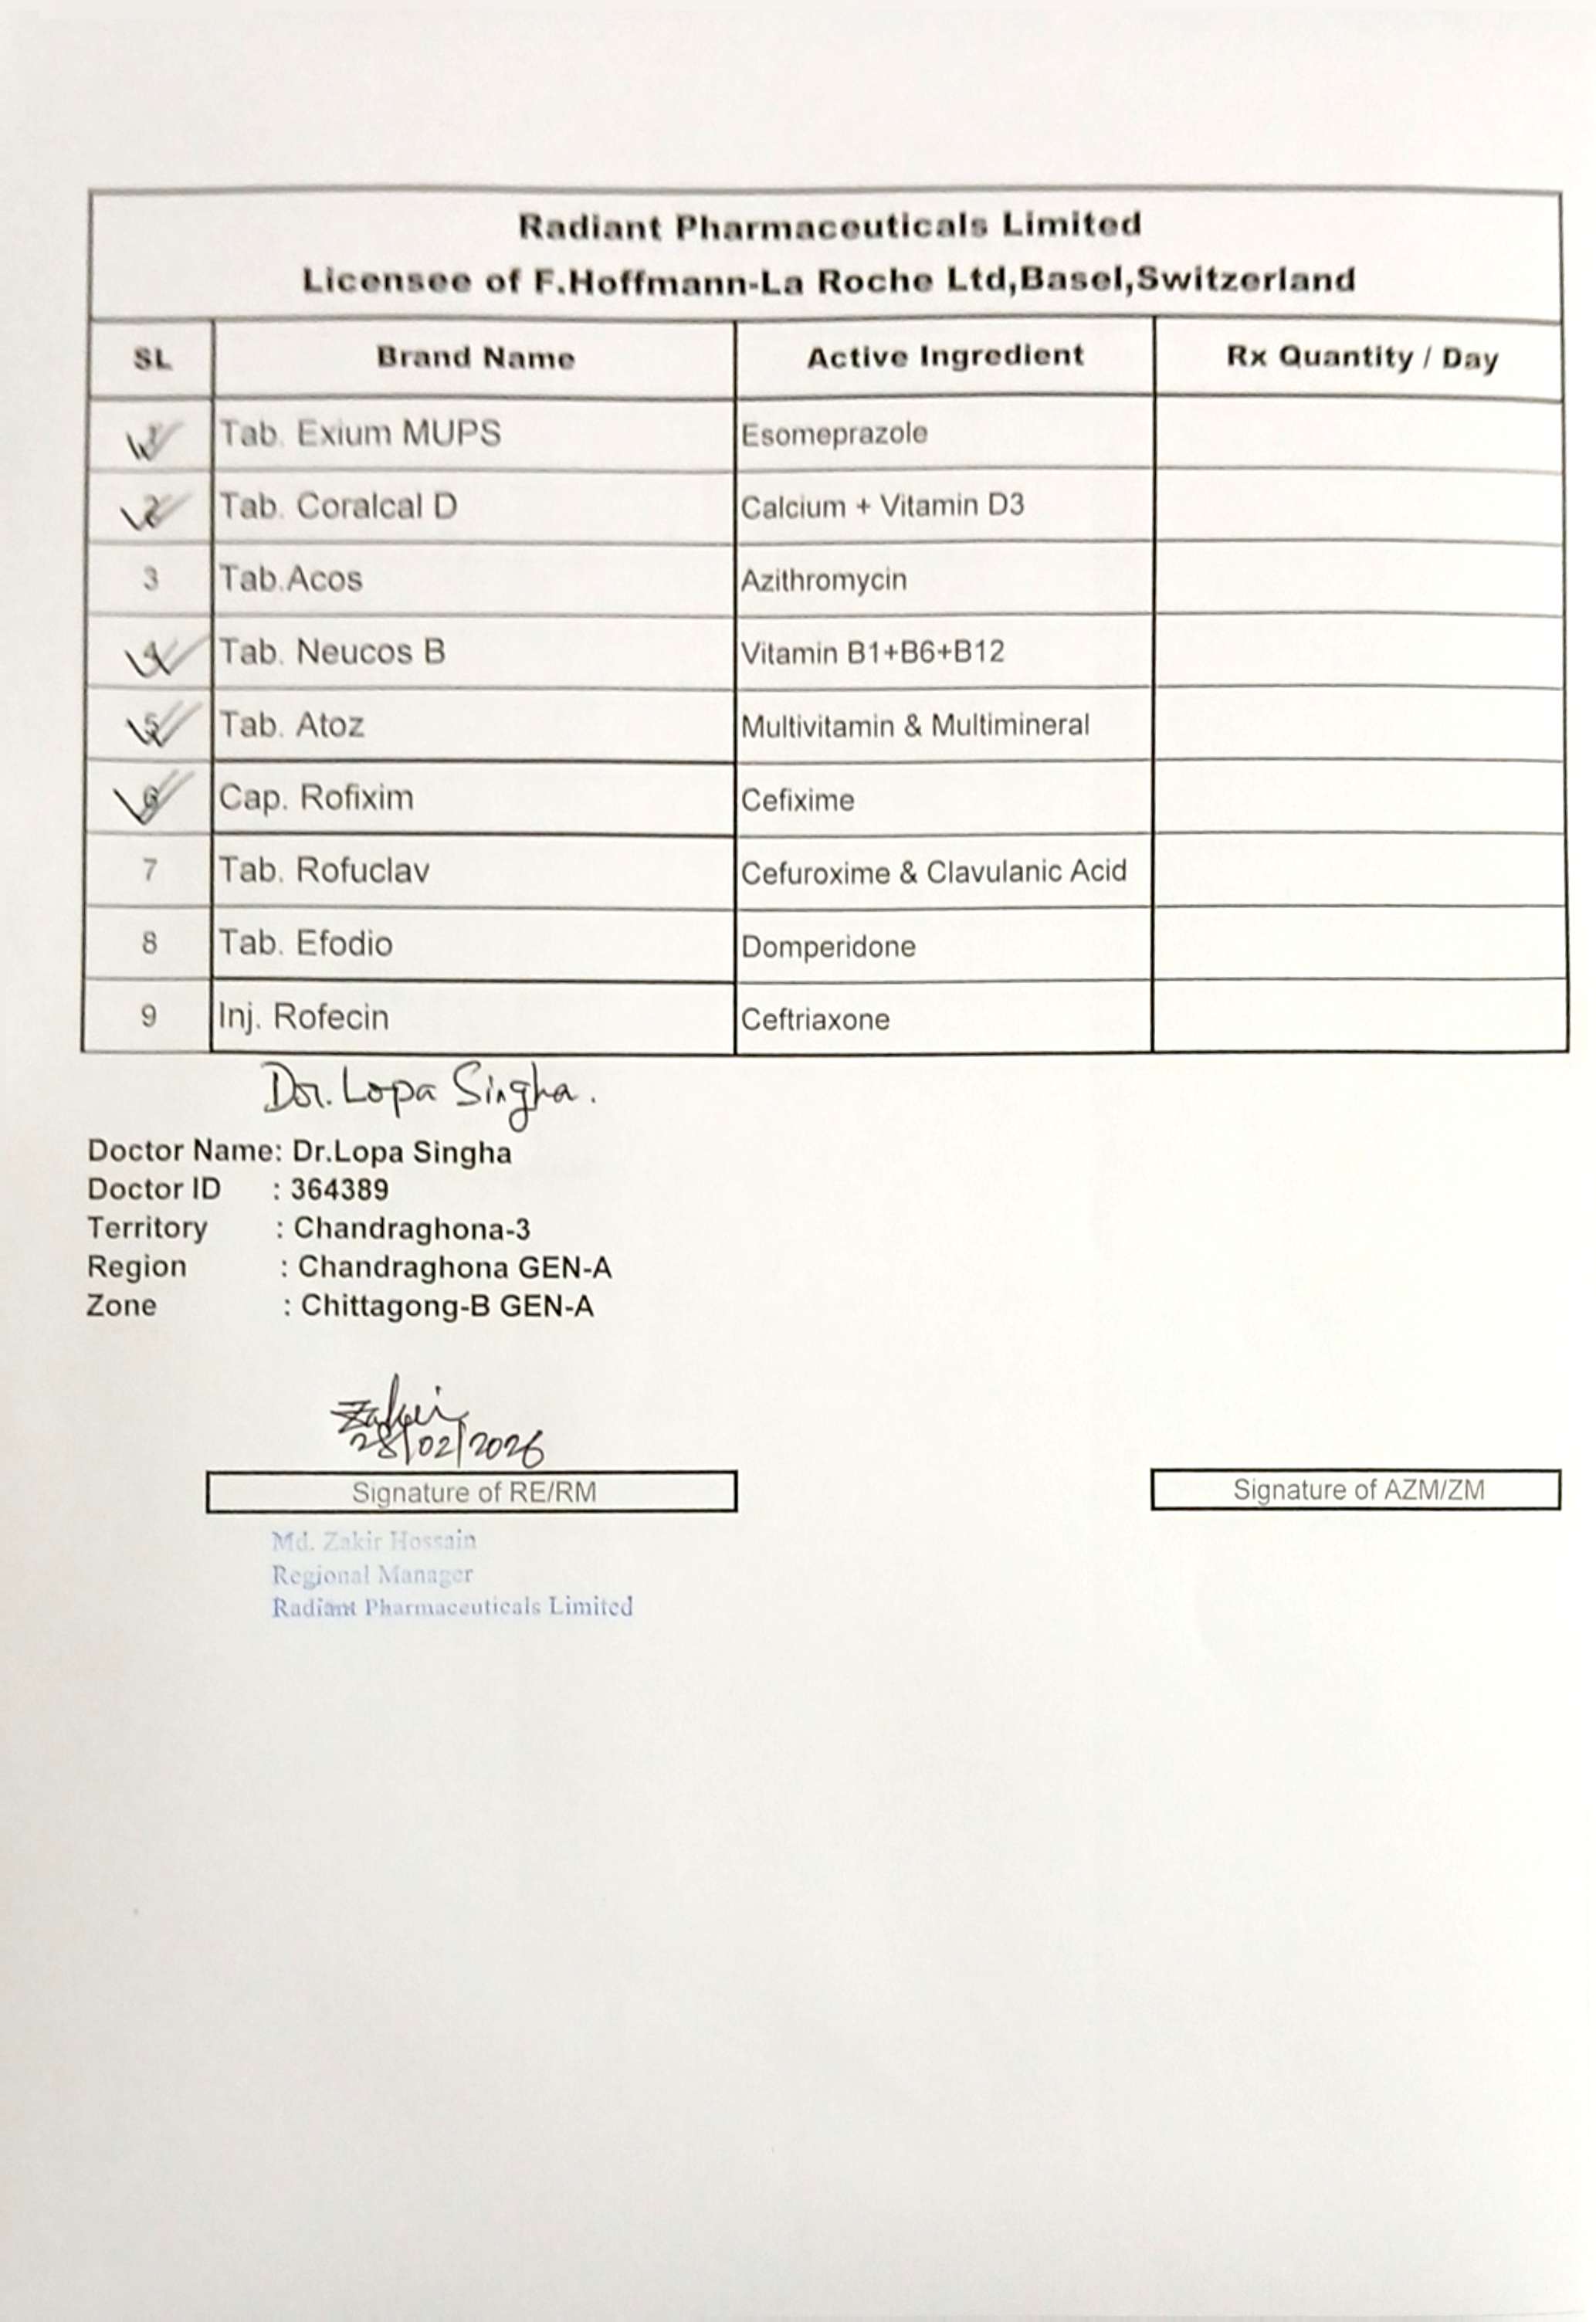 Radiant Pharmaceuticals Limited
Licensee of F.Hoffmann-La Roche Ltd,Basel,Switzerland
SL Brand Name Active Ingredient Rx Quantity / Day
1 Tab. Exium MUPS Esomeprazole
2 Tab. Coralcal D Calcium + Vitamin D3
3 Tab.Acos Azithromycin
4 Tab. Neucos B Vitamin B1+B6+B12
5 Tab. Atoz Multivitamin & Multimineral
6 Cap. Rofixim Cefixime
7 Tab. Rofuclav Cefuroxime & Clavulanic Acid
8 Tab. Efodio Domperidone
9 Inj. Rofecin Ceftriaxone
Dr. Lopa Singha.
Doctor Name: Dr.Lopa Singha
Doctor ID : 364389
Territory : Chandraghona-3
Region : Chandraghona GEN-A
Zone : Chittagong-B GEN-A
Zakir
28/02/2026
Signature of RE/RM Signature of AZM/ZM
Md. Zakir Hossain
Regional Manager
Radiant Pharmaceuticals Limited